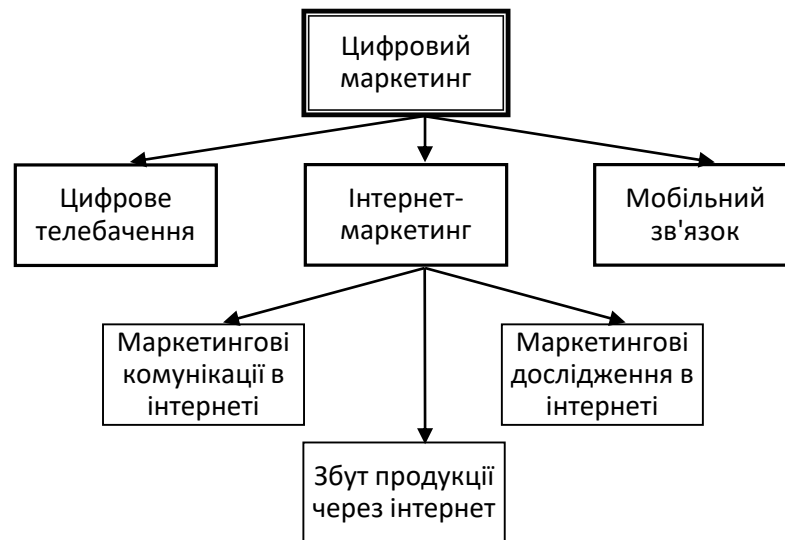 Цифровий
маркетинг
Цифрове
телебачення
Інтернет-
маркетинг
Мобільний
зв'язок
Маркетингові
комунікації в
інтернеті
Маркетингові
дослідження в
інтернеті
Збут продукції
через інтернет